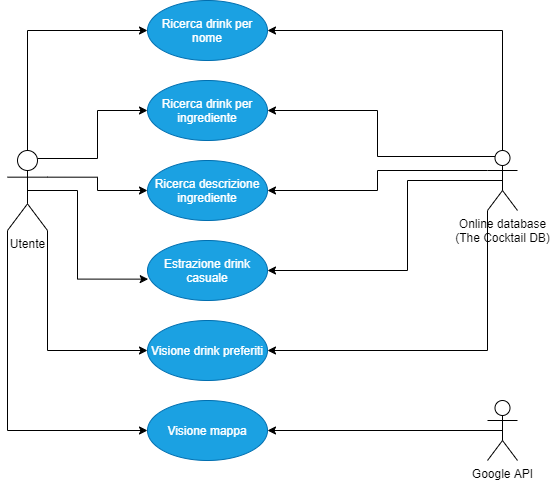 Ricerca drink per
nome
Ricerca drink per
ingrediente
Ricerca descrizione
ingrediente
Utente
Online database
(The Cocktail DB)
Estrazione drink
casuale
Visione drink preferiti
Visione mappa
Google API